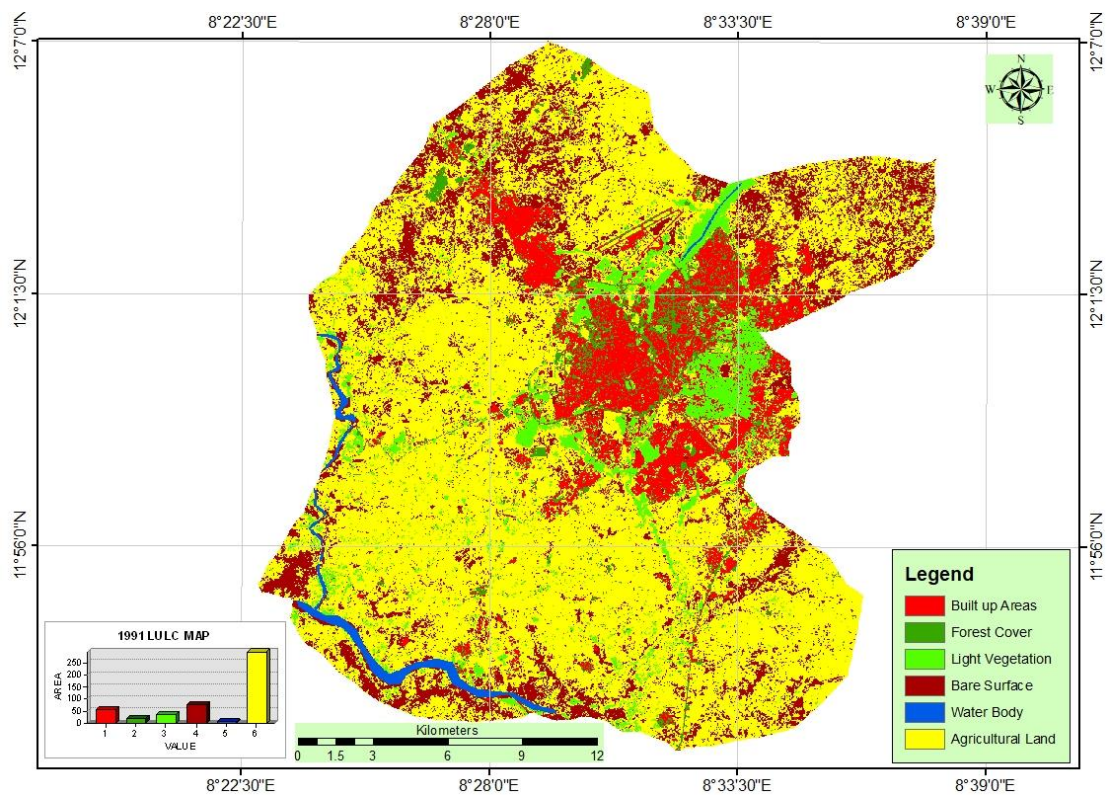 8°22'30"E 8°28'0"E 8°33'30"E 8°39'0"E
12°7'0"N 12°7'0"N
N
W E
S
12°1'30"N 12°1'30"N
11°56'0"N 11°56'0"N
Legend
Built up Areas
Forest Cover
Light Vegetation
Bare Surface
Water Body
Agricultural Land
1991 LULC MAP
AREA
250
200
150
100
50
0
1 2 3 4 5 6
VALUE
Kilometers
0 1.5 3 6 9 12
8°22'30"E 8°28'0"E 8°33'30"E 8°39'0"E